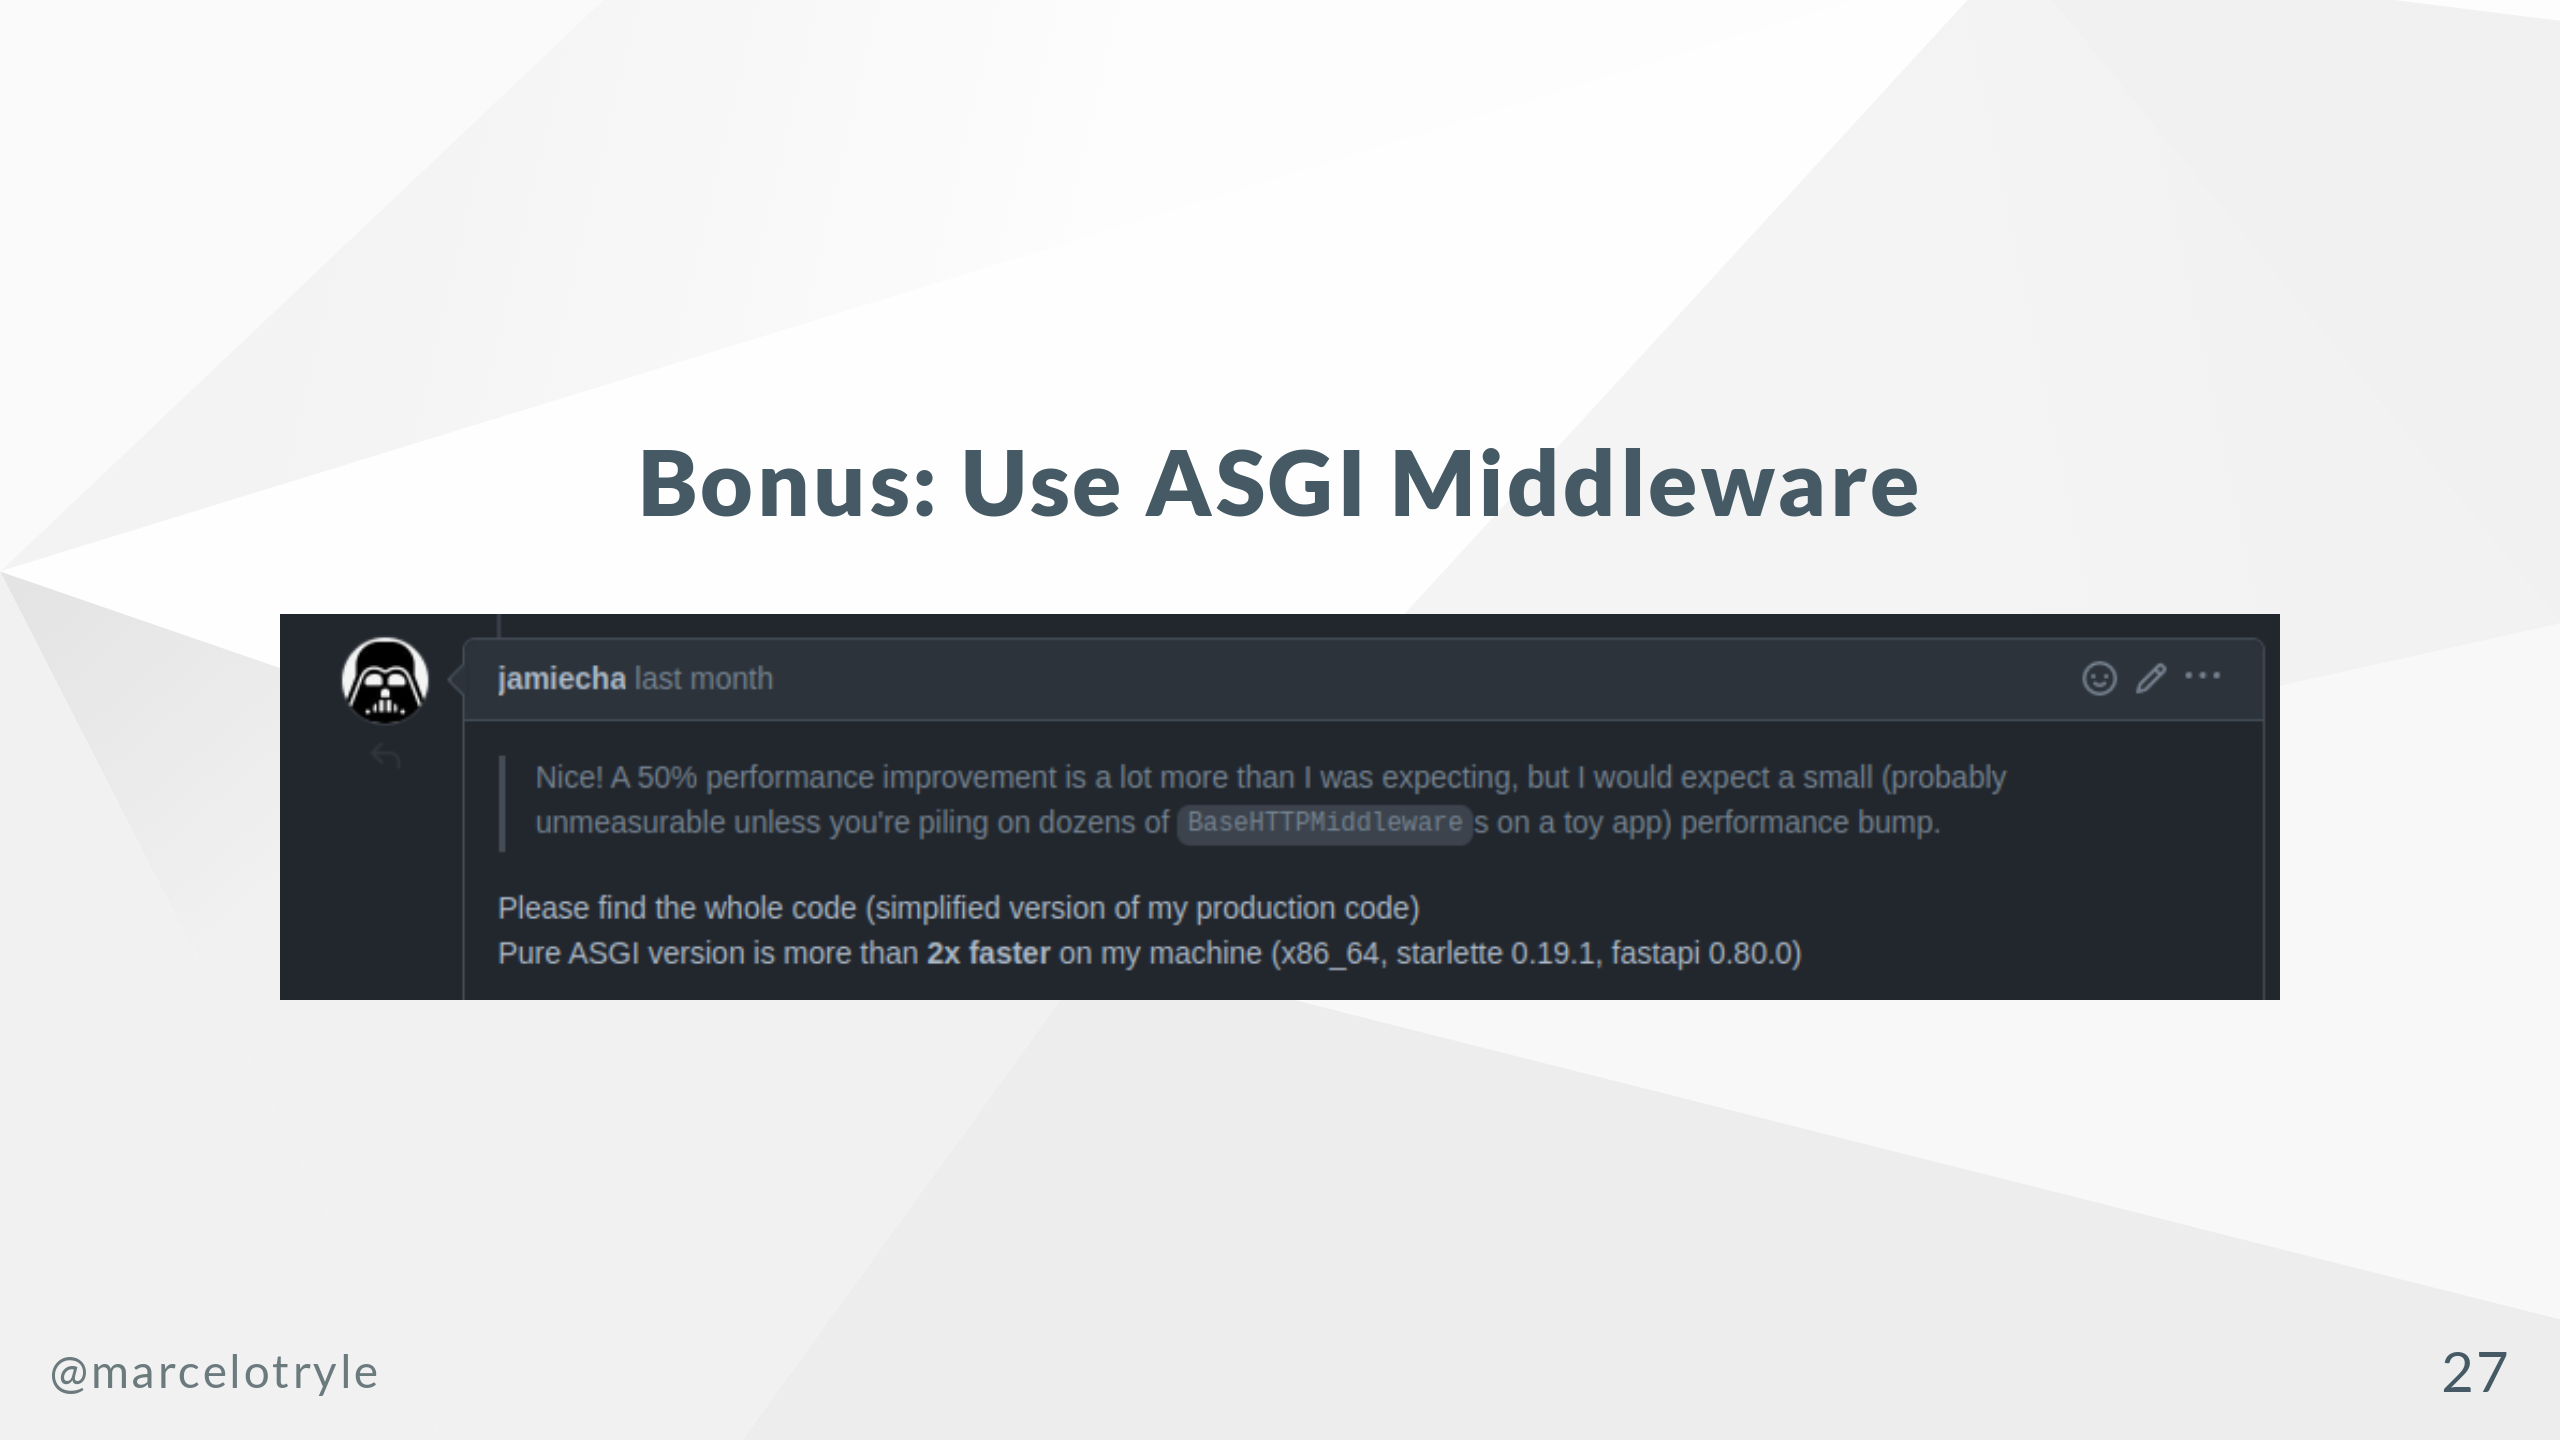 Bonus: Use ASGI Middleware
jamiecha last month
Nice! A 50% performance improvement is a lot more than I was expecting, but I would expect a small (probably
unmeasurable unless you're piling on dozens of BaseHTTPMiddleware s on a toy app) performance bump.
Please find the whole code (simplified version of my production code)
Pure ASGI version is more than 2x faster on my machine (x86_64, starlette 0.19.1, fastapi 0.80.0)
@marcelotryle
27